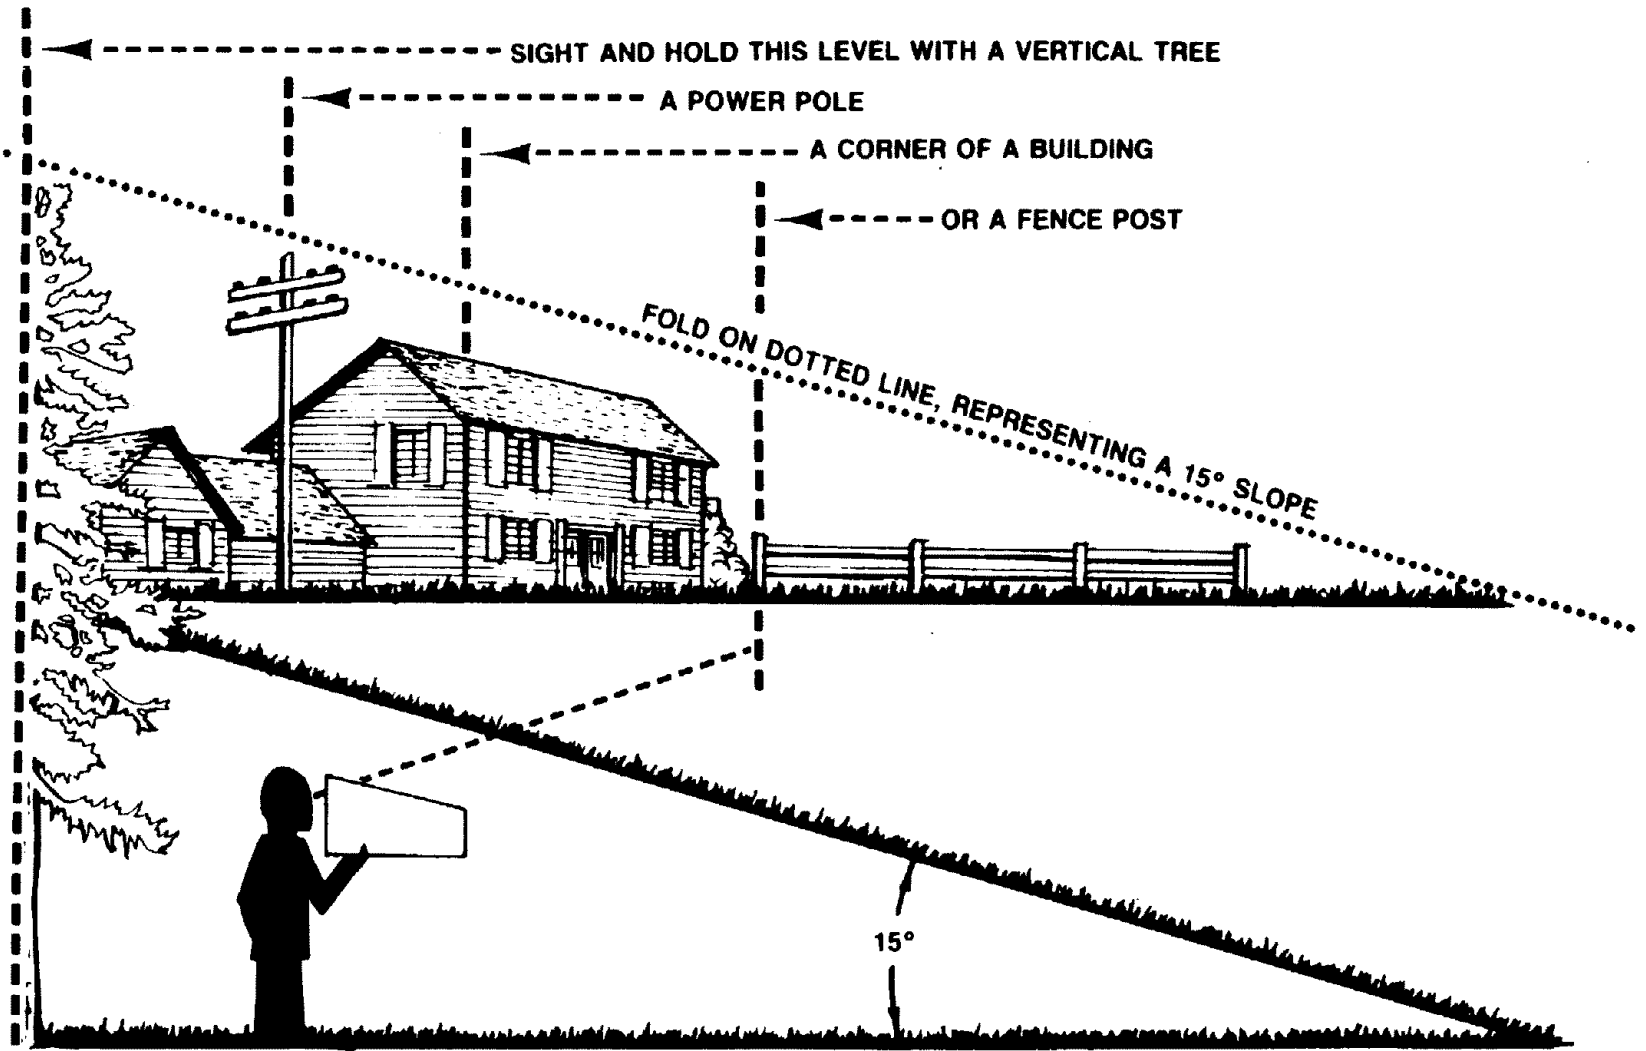 SIGHT AND HOLD THIS LEVEL WITH A VERTICAL TREE
A POWER POLE
A CORNER OF A BUILDING
OR A FENCE POST
FOLD ON DOTTED LINE, REPRESENTING A 15° SLOPE
15°